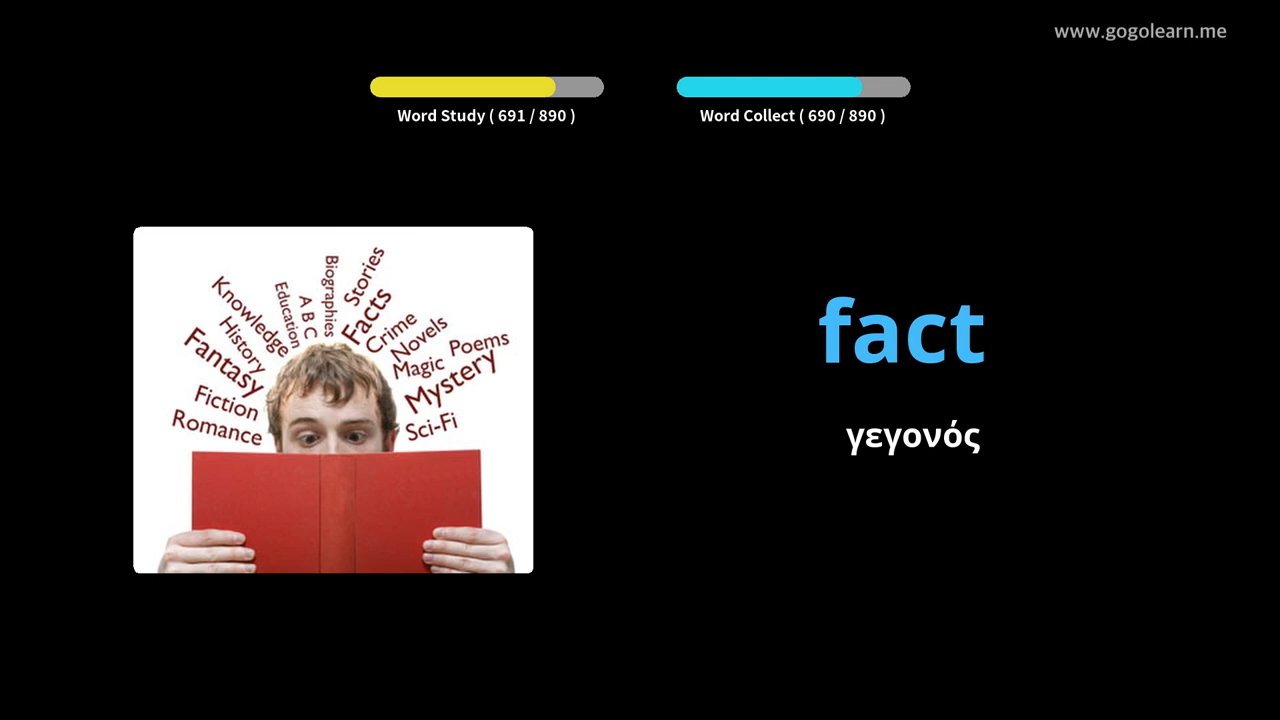 www.gogolearn.me
Word Study ( 691 / 890 )
Word Collect ( 690 / 890 )
Knowledge
Education
A B C
Biographies
Stories
Facts
Crime
Novels
Poems
History
Magic
Fantasy
Mystery
Fiction
Romance
Sci-Fi
fact
γεγονός